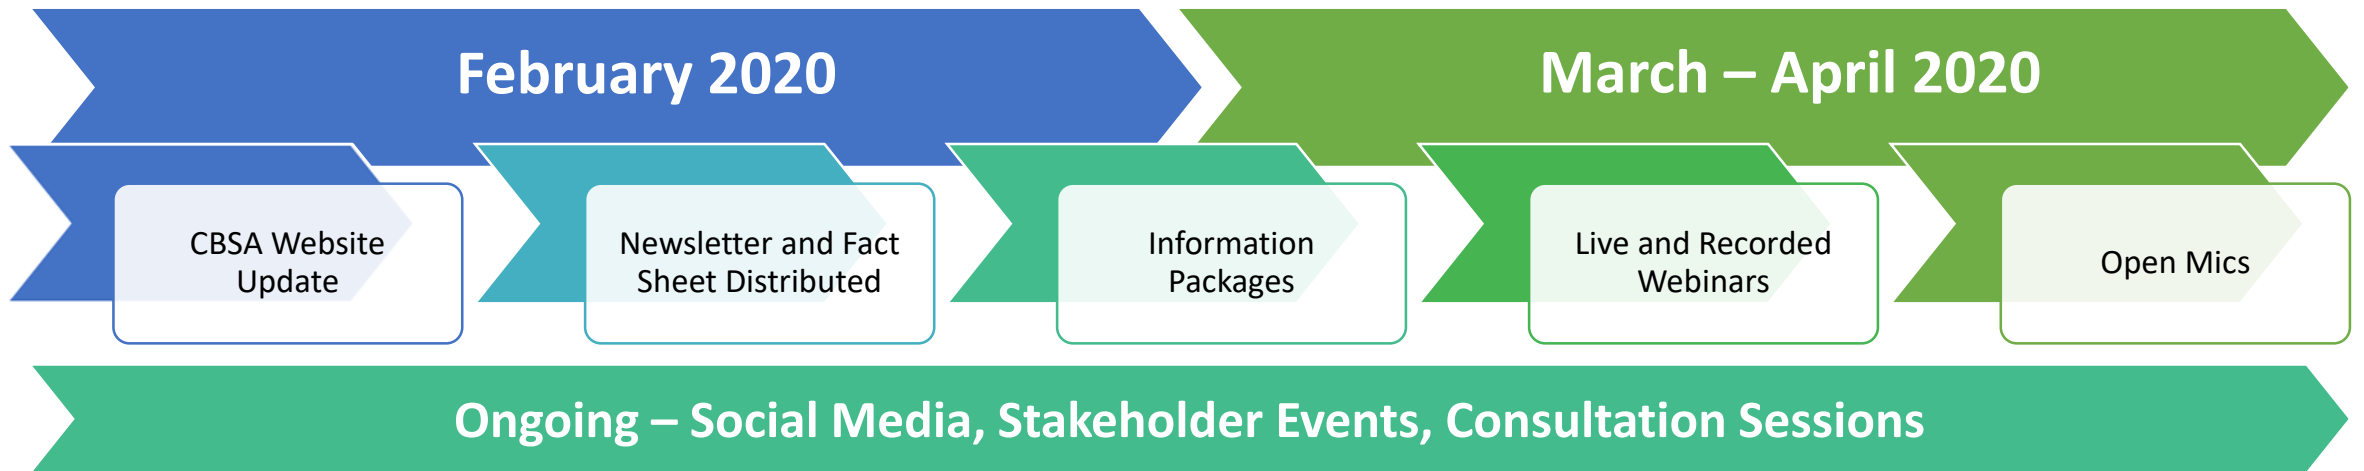 February 2020
March – April 2020
CBSA Website
Update
Newsletter and Fact
Sheet Distributed
Information
Packages
Live and Recorded
Webinars
Open Mics
Ongoing – Social Media, Stakeholder Events, Consultation Sessions